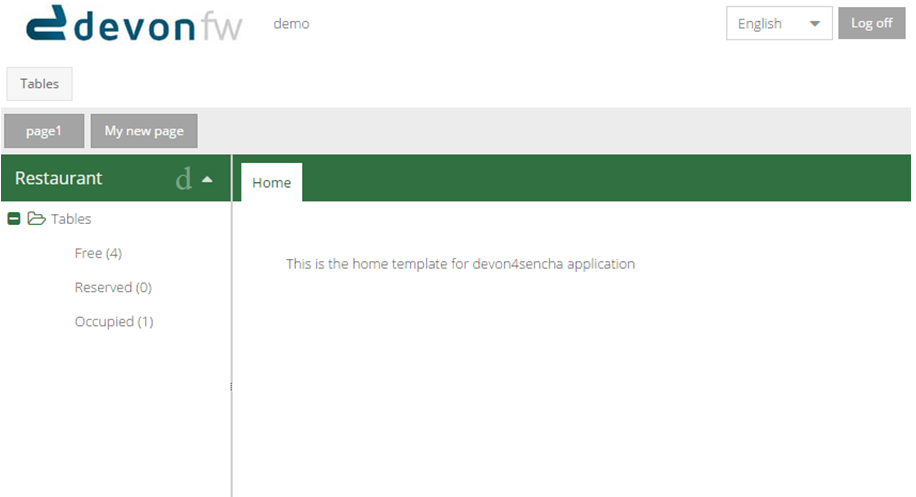 devonfw demo English Log off
Tables
page1 My new page
Restaurant d Home
Tables
Free (4)
This is the home template for devon4sencha application
Reserved (0)
Occupied (1)